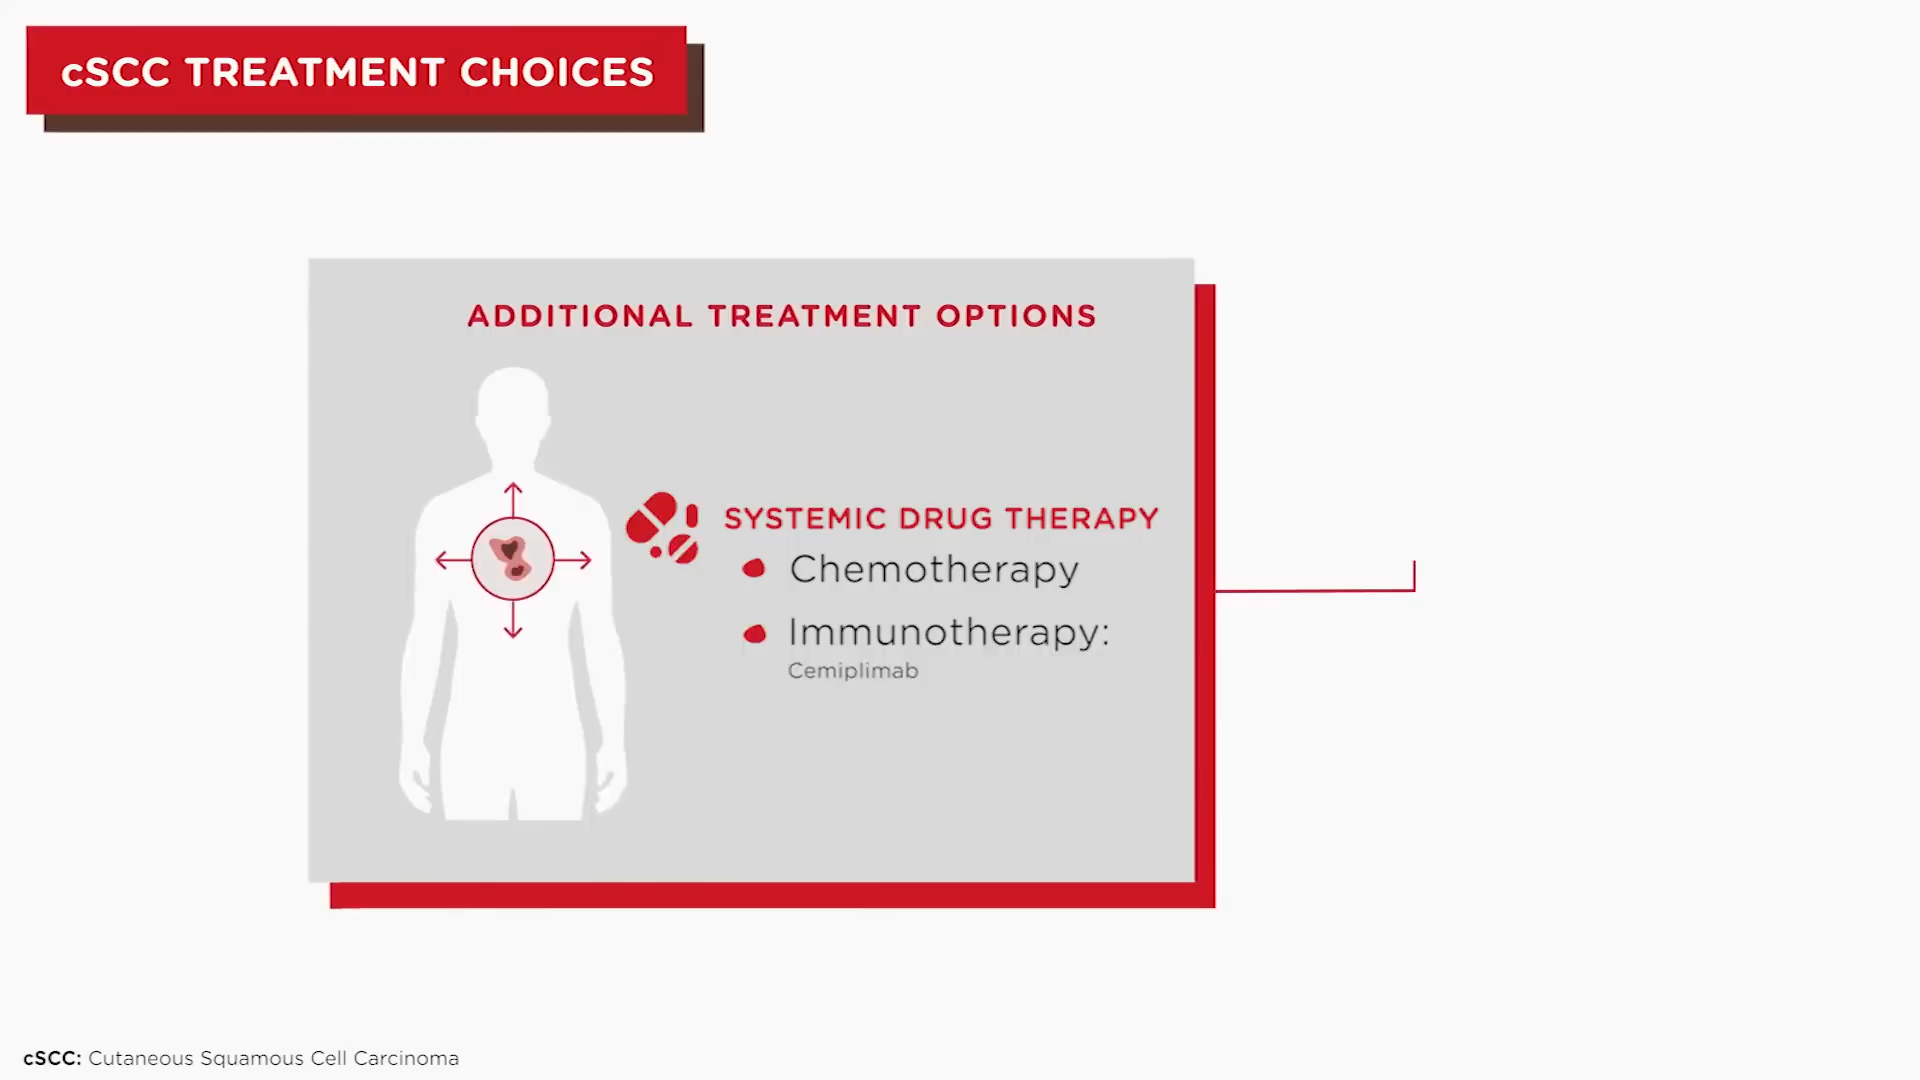 cSCC TREATMENT CHOICES
ADDITIONAL TREATMENT OPTIONS
SYSTEMIC DRUG THERAPY
Chemotherapy
Immunotherapy:
Cemiplimab
cSCC: Cutaneous Squamous Cell Carcinoma